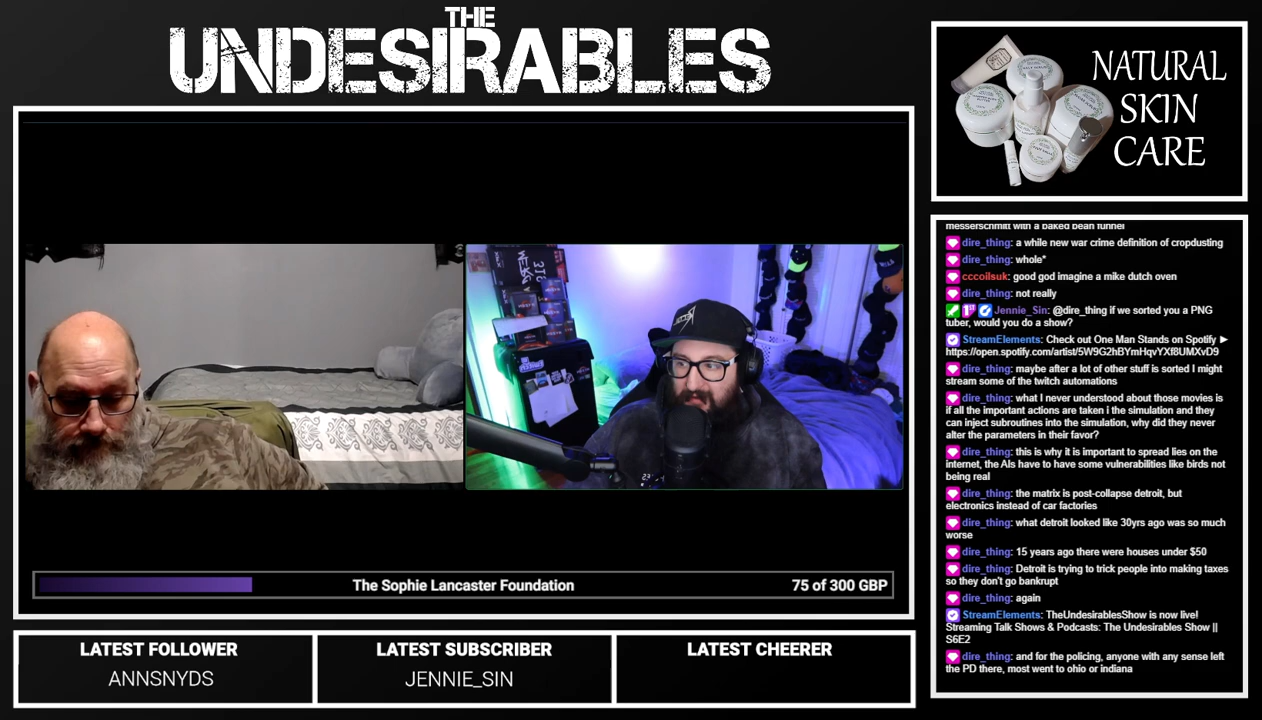 THE
UNDESIRABLES
NATURAL
SKIN
CARE
messerschmitt with a baked bean funnel
dire_thing: a while new war crime definition of cropdusting
dire_thing: whole*
cccoilsuk: good god imagine a mike dutch oven
dire_thing: not really
Jennie_Sin: @dire_thing if we sorted you a PNG
tuber, would you do a show?
StreamElements: Check out One Man Stands on Spotify ►
https://open.spotify.com/artist/5W9G2hBYmHqvYXf8UMXvD9
dire_thing: maybe after a lot of other stuff is sorted I might
stream some of the twitch automations
dire_thing: what I never understood about those movies is
if all the important actions are taken i the simulation and they
can inject subroutines into the simulation, why did they never
alter the parameters in their favor?
dire_thing: this is why it is important to spread lies on the
internet, the AIs have to have some vulnerabilities like birds not
being real
dire_thing: the matrix is post-collapse detroit, but
electronics instead of car factories
dire_thing: what detroit looked like 30yrs ago was so much
worse
dire_thing: 15 years ago there were houses under $50
dire_thing: Detroit is trying to trick people into making taxes
so they don't go bankrupt
dire_thing: again
StreamElements: TheUndesirablesShow is now live!
Streaming Talk Shows & Podcasts: The Undesirables Show ||
S6E2
dire_thing: and for the policing, anyone with any sense left
the PD there, most went to ohio or indiana
The Sophie Lancaster Foundation
75 of 300 GBP
LATEST FOLLOWER
ANNSNYDS
LATEST SUBSCRIBER
JENNIE_SIN
LATEST CHEERER